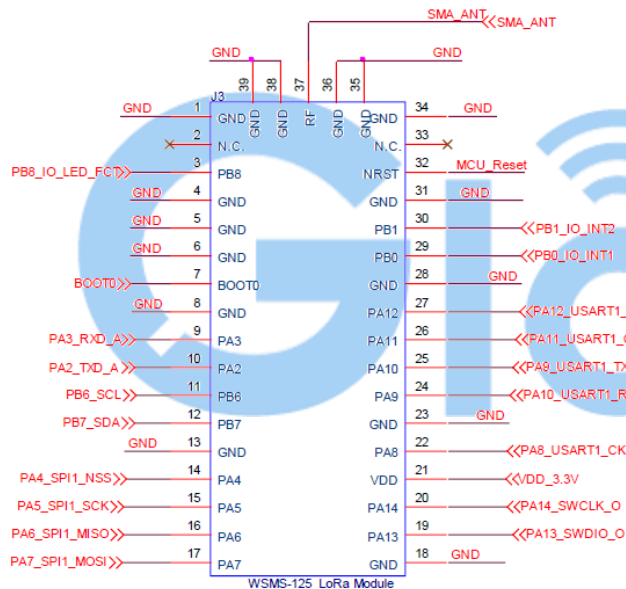 SMA_ANT SMA_ANT
GND GND
39 38 37 36 35
J3
GND 1 GND GND GND RF GND GND GND 34 GND
2 N.C. N.C. 33
PB8_IO_LED_FCT 3 PB8 NRST 32 MCU_Reset
GND 4 GND GND 31 GND
GND 5 GND PB1 30 PB1_IO_INT2
GND 6 GND PB0 29 PB0_IO_INT1
BOOT0 7 BOOT0 GND 28 GND
GND 8 GND PA12 27 PA12_USART1_
PA3_RXD_A 9 PA3 PA11 26 PA11_USART1_
PA2_TXD_A 10 PA2 PA10 25 PA9_USART1_TX
PB6_SCL 11 PB6 PA9 24 PA10_USART1_R
PB7_SDA 12 PB7 GND 23 GND
GND 13 GND PA8 22 PA8_USART1_CK
PA4_SPI1_NSS 14 PA4 VDD 21 VDD_3.3V
PA5_SPI1_SCK 15 PA5 PA14 20 PA14_SWCLK_O
PA6_SPI1_MISO 16 PA6 PA13 19 PA13_SWDIO_O
PA7_SPI1_MOSI 17 PA7 GND 18 GND
WSMS-125 LoRa Module